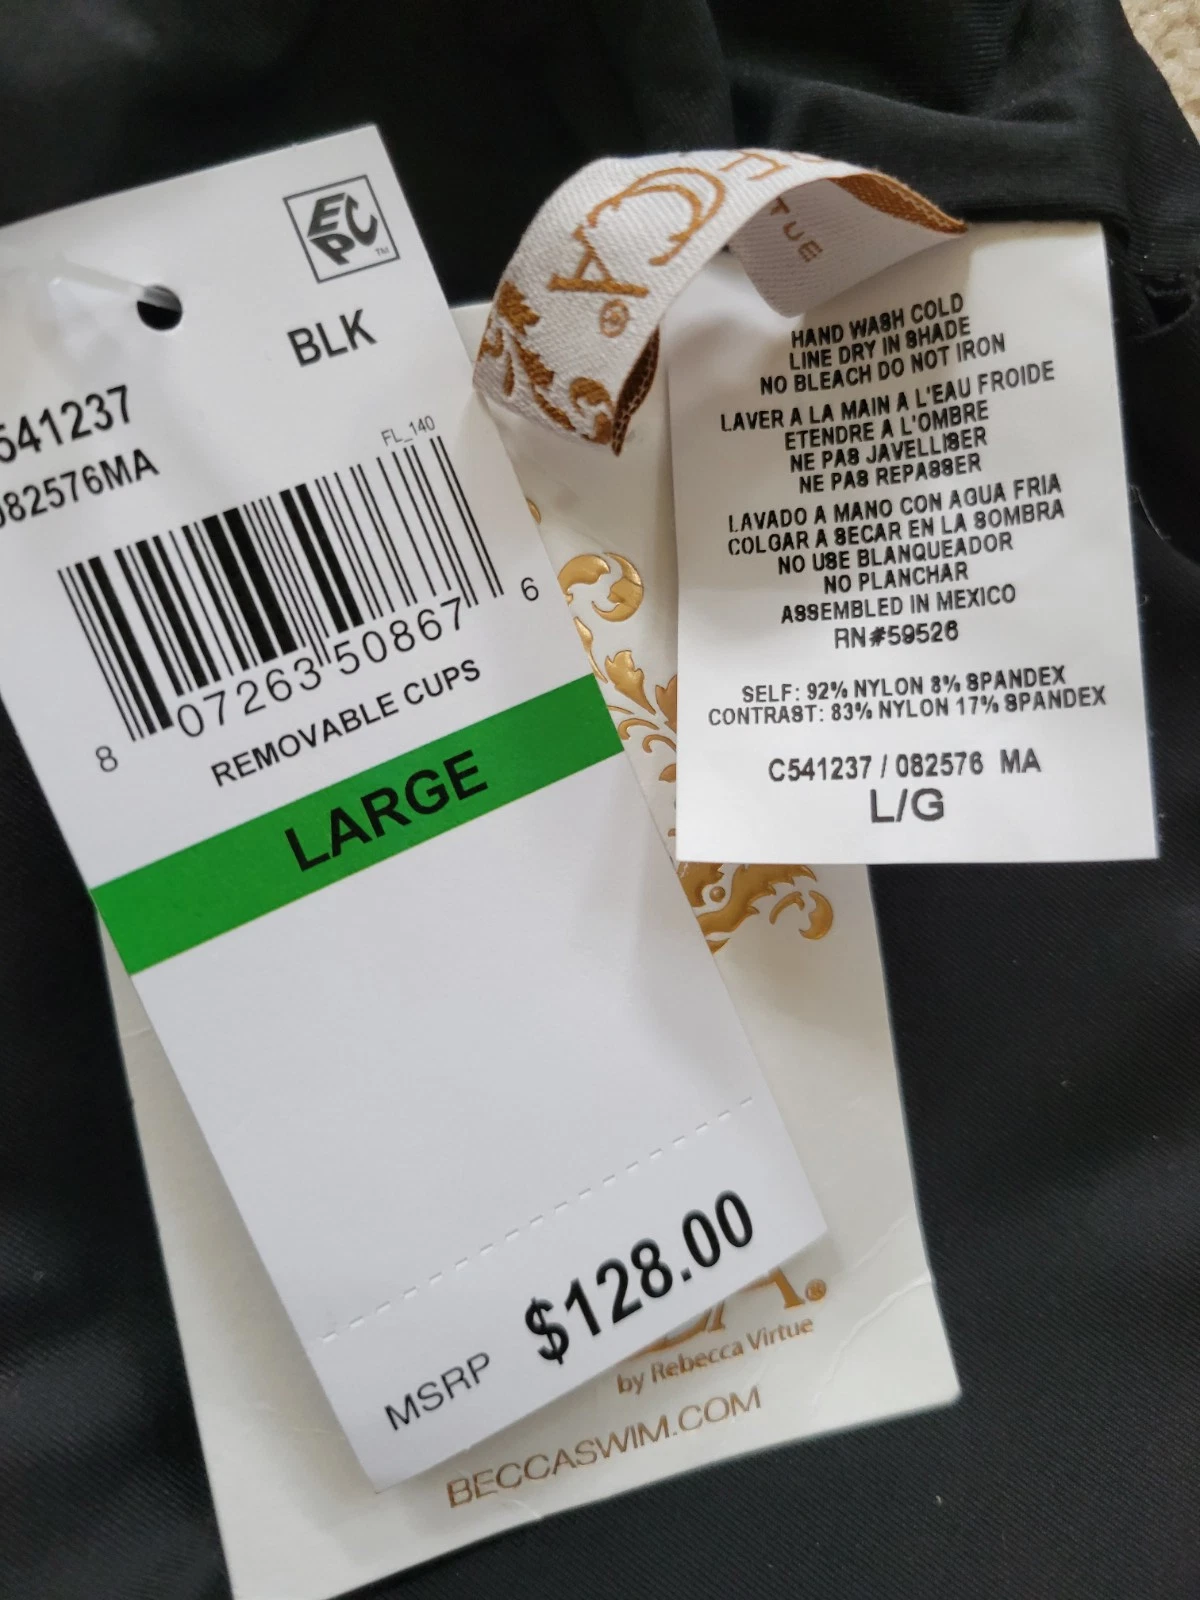 EPC
TM
BLK
541237
082576MA
FL_140
8 07263 50867 6
REMOVABLE CUPS
LARGE
MSRP $128.00
by Rebecca Virtue
BECCASWIM.COM
HAND WASH COLD
LINE DRY IN SHADE
NO BLEACH DO NOT IRON
LAVER A LA MAIN A L'EAU FROIDE
ETENDRE A L'OMBRE
NE PAS JAVELLISER
NE PAS REPASSER
LAVADO A MANO CON AGUA FRIA
COLGAR A SECAR EN LA SOMBRA
NO USE BLANQUEADOR
NO PLANCHAR
ASSEMBLED IN MEXICO
RN#59526
SELF: 92% NYLON 8% SPANDEX
CONTRAST: 83% NYLON 17% SPANDEX
C541237 / 082576 MA
L/G